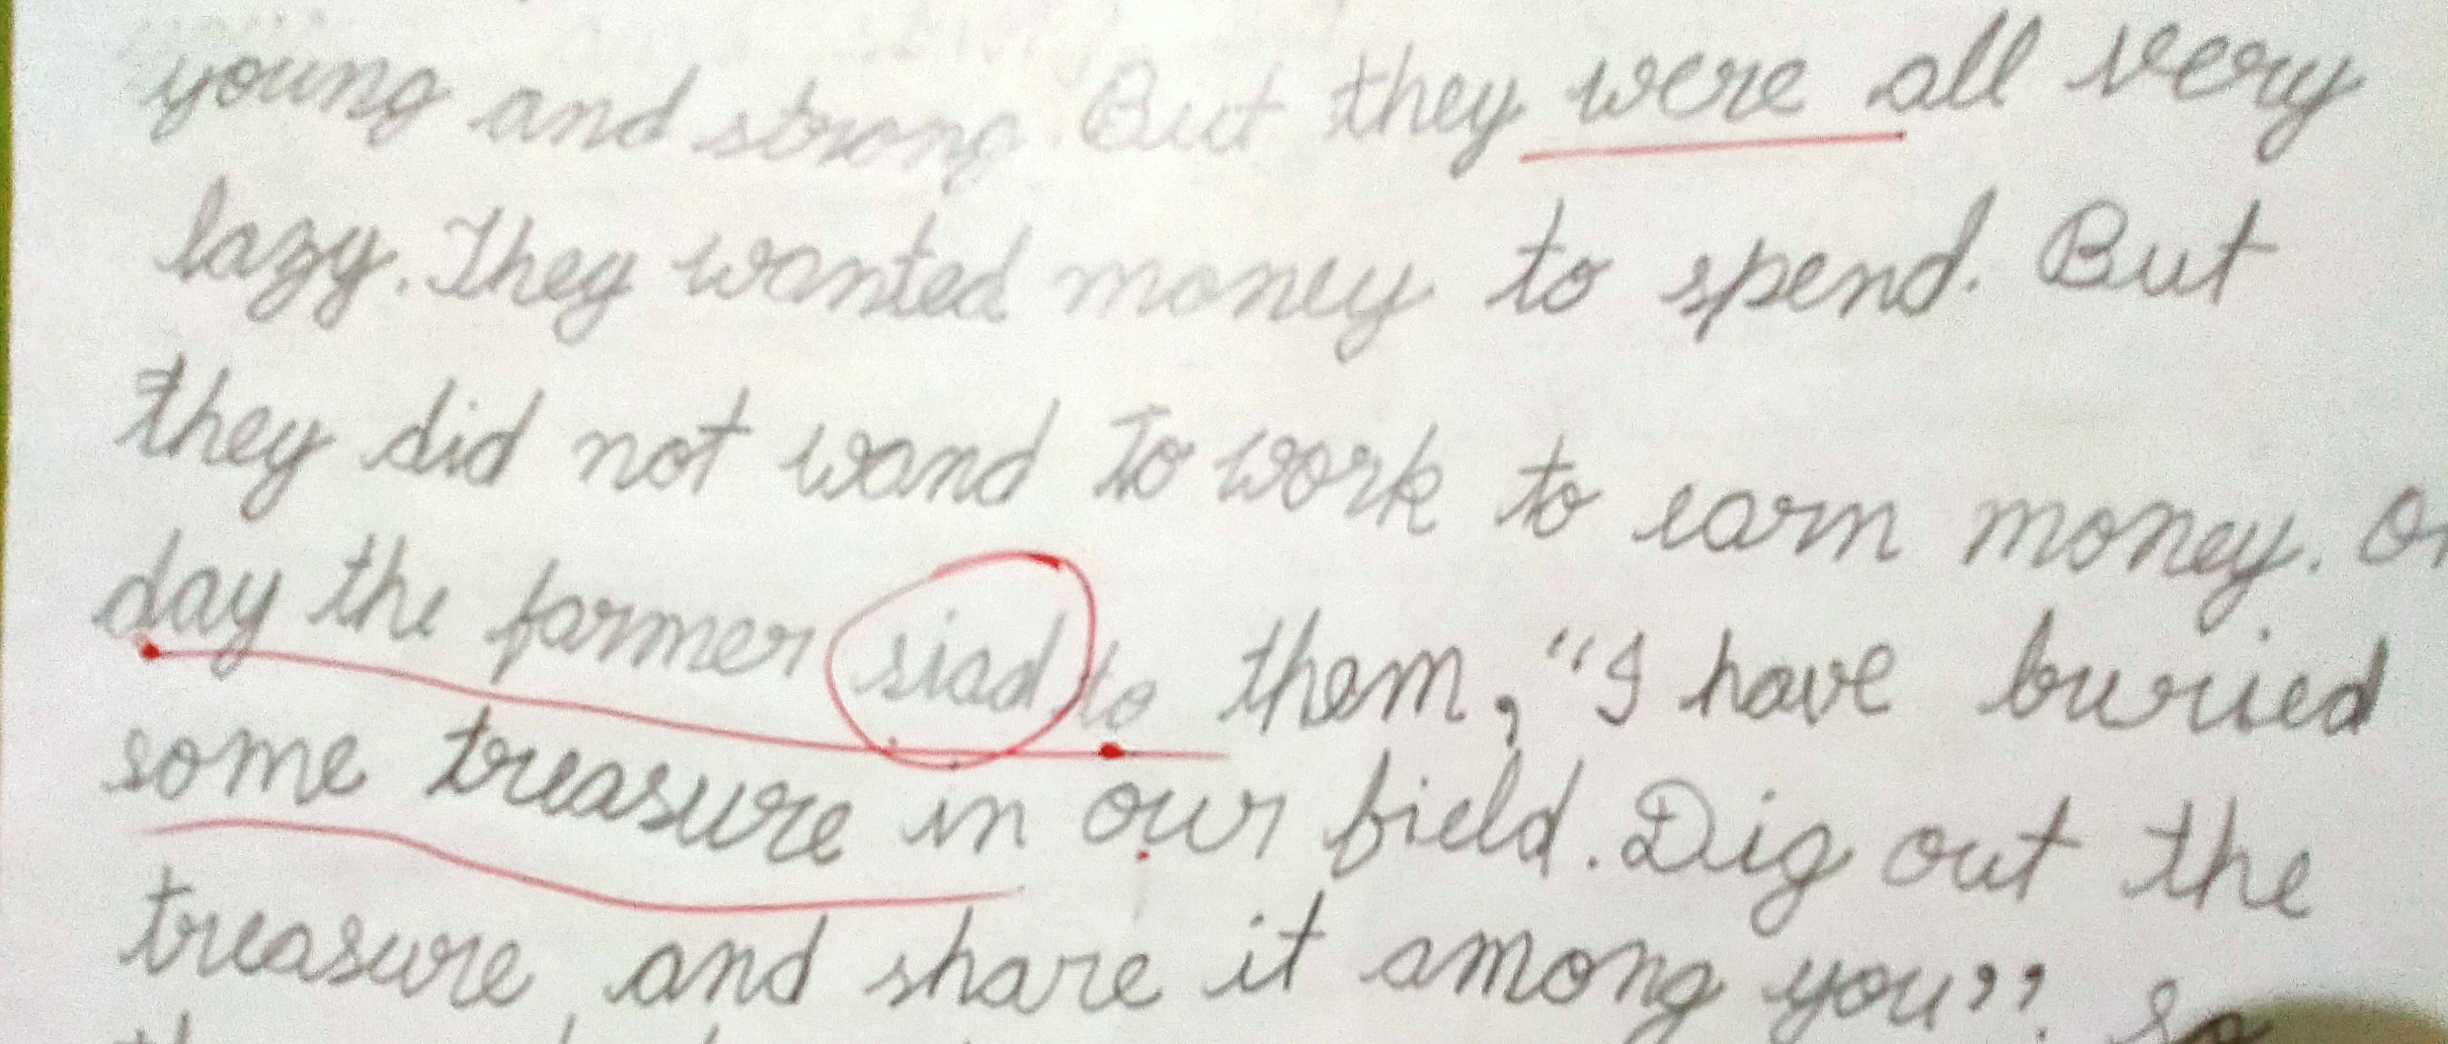 young and strong. But they were all very
lazy. They wanted money to spend. But
they did not wand to work to earn money.
day the farmer siad to them, "I have buried
some treasure in our field. Dig out the
treasure, and share it among you". So